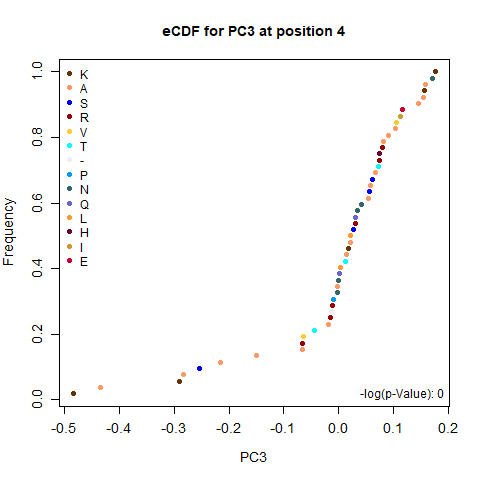 eCDF for PC3 at position 4
Frequency
1.0
0.8
0.6
0.4
0.2
0.0
K
A
S
R
V
T
-
P
N
Q
L
H
I
E
-log(p-Value): 0
-0.5 -0.4 -0.3 -0.2 -0.1 0.0 0.1 0.2
PC3